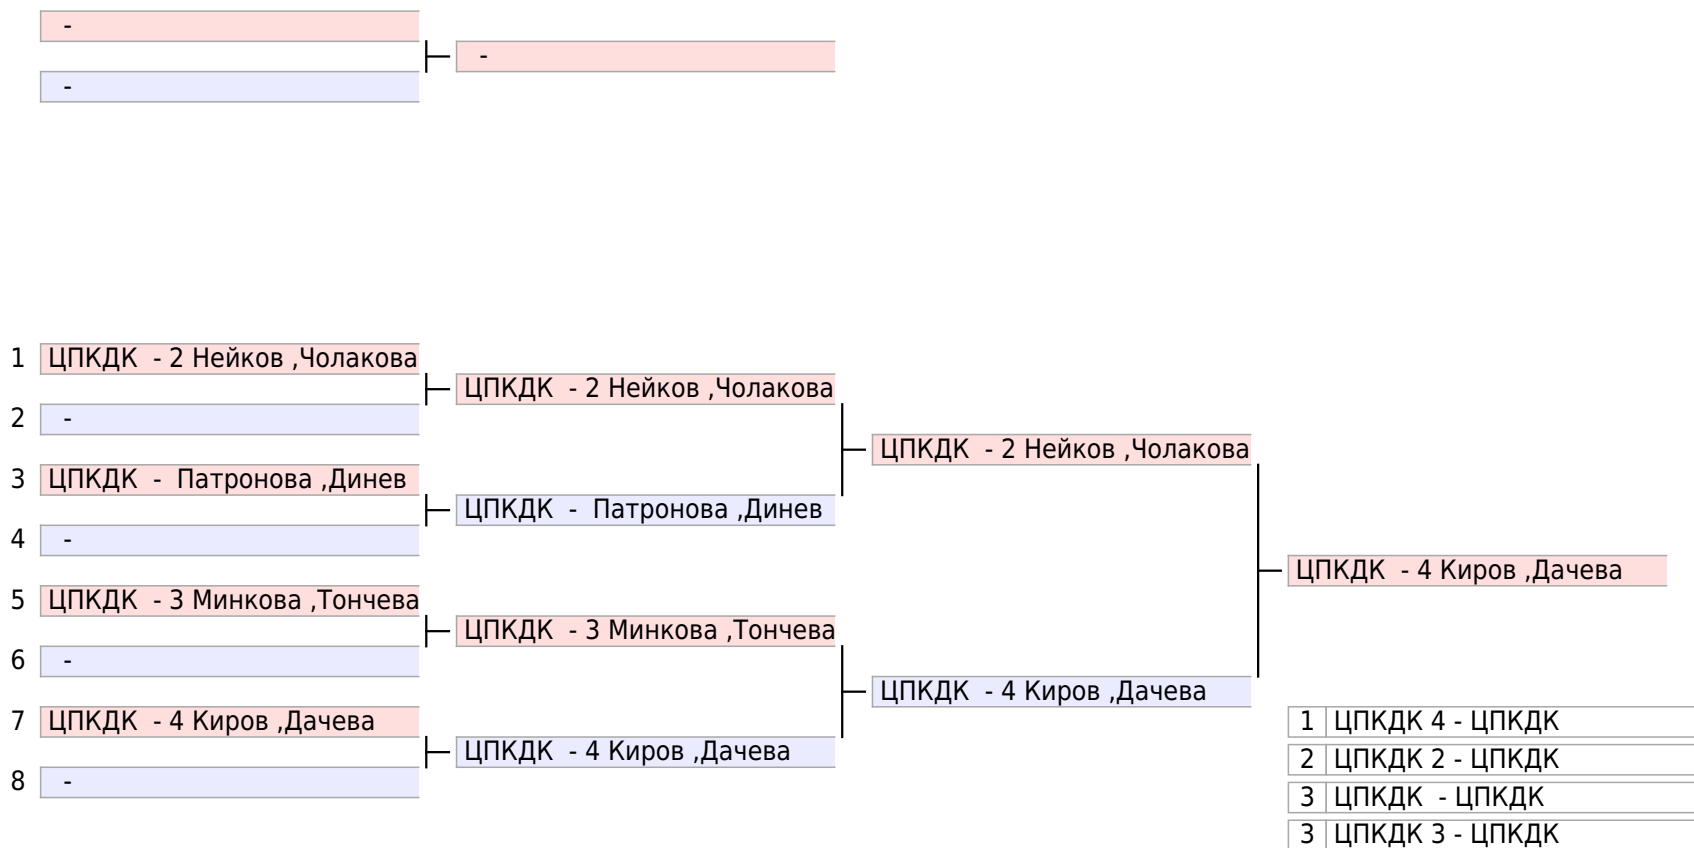 -
-
-
1 ЦПКДК - 2 Нейков ,Чолакова
ЦПКДК - 2 Нейков ,Чолакова
2 -
ЦПКДК - 2 Нейков ,Чолакова
3 ЦПКДК - Патронова ,Динев
ЦПКДК - Патронова ,Динев
4 -
ЦПКДК - 4 Киров ,Дачева
5 ЦПКДК - 3 Минкова ,Тончева
ЦПКДК - 3 Минкова ,Тончева
6 -
ЦПКДК - 4 Киров ,Дачева
7 ЦПКДК - 4 Киров ,Дачева
ЦПКДК - 4 Киров ,Дачева
8 -
1 ЦПКДК 4 - ЦПКДК
2 ЦПКДК 2 - ЦПКДК
3 ЦПКДК - ЦПКДК
3 ЦПКДК 3 - ЦПКДК